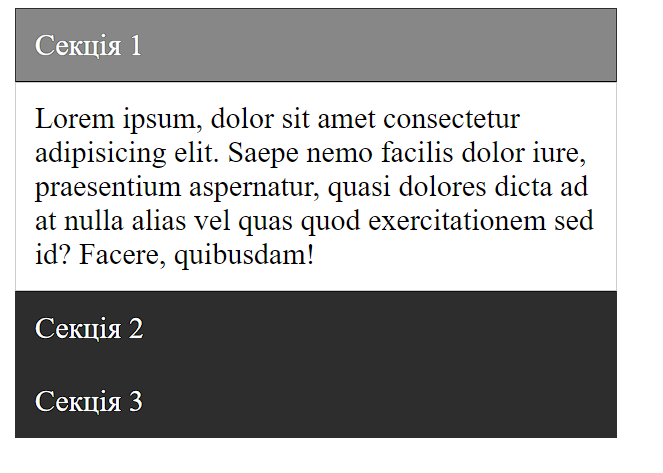 Секція 1
Lorem ipsum, dolor sit amet consectetur
adipisicing elit. Saepe nemo facilis dolor iure,
praesentium aspernatur, quasi dolores dicta ad
at nulla alias vel quas quod exercitationem sed
id? Facere, quibusdam!
Секція 2
Секція 3